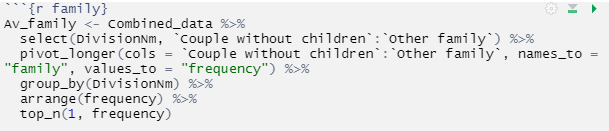 ```{r family}
Av_family <- Combined_data %>%
  select(DivisionNm, `Couple without children`:`Other family`) %>%
  pivot_longer(cols = `Couple without children`:`Other family`, names_to =
"family", values_to = "frequency") %>%
  group_by(DivisionNm) %>%
  arrange(frequency) %>%
  top_n(1, frequency)